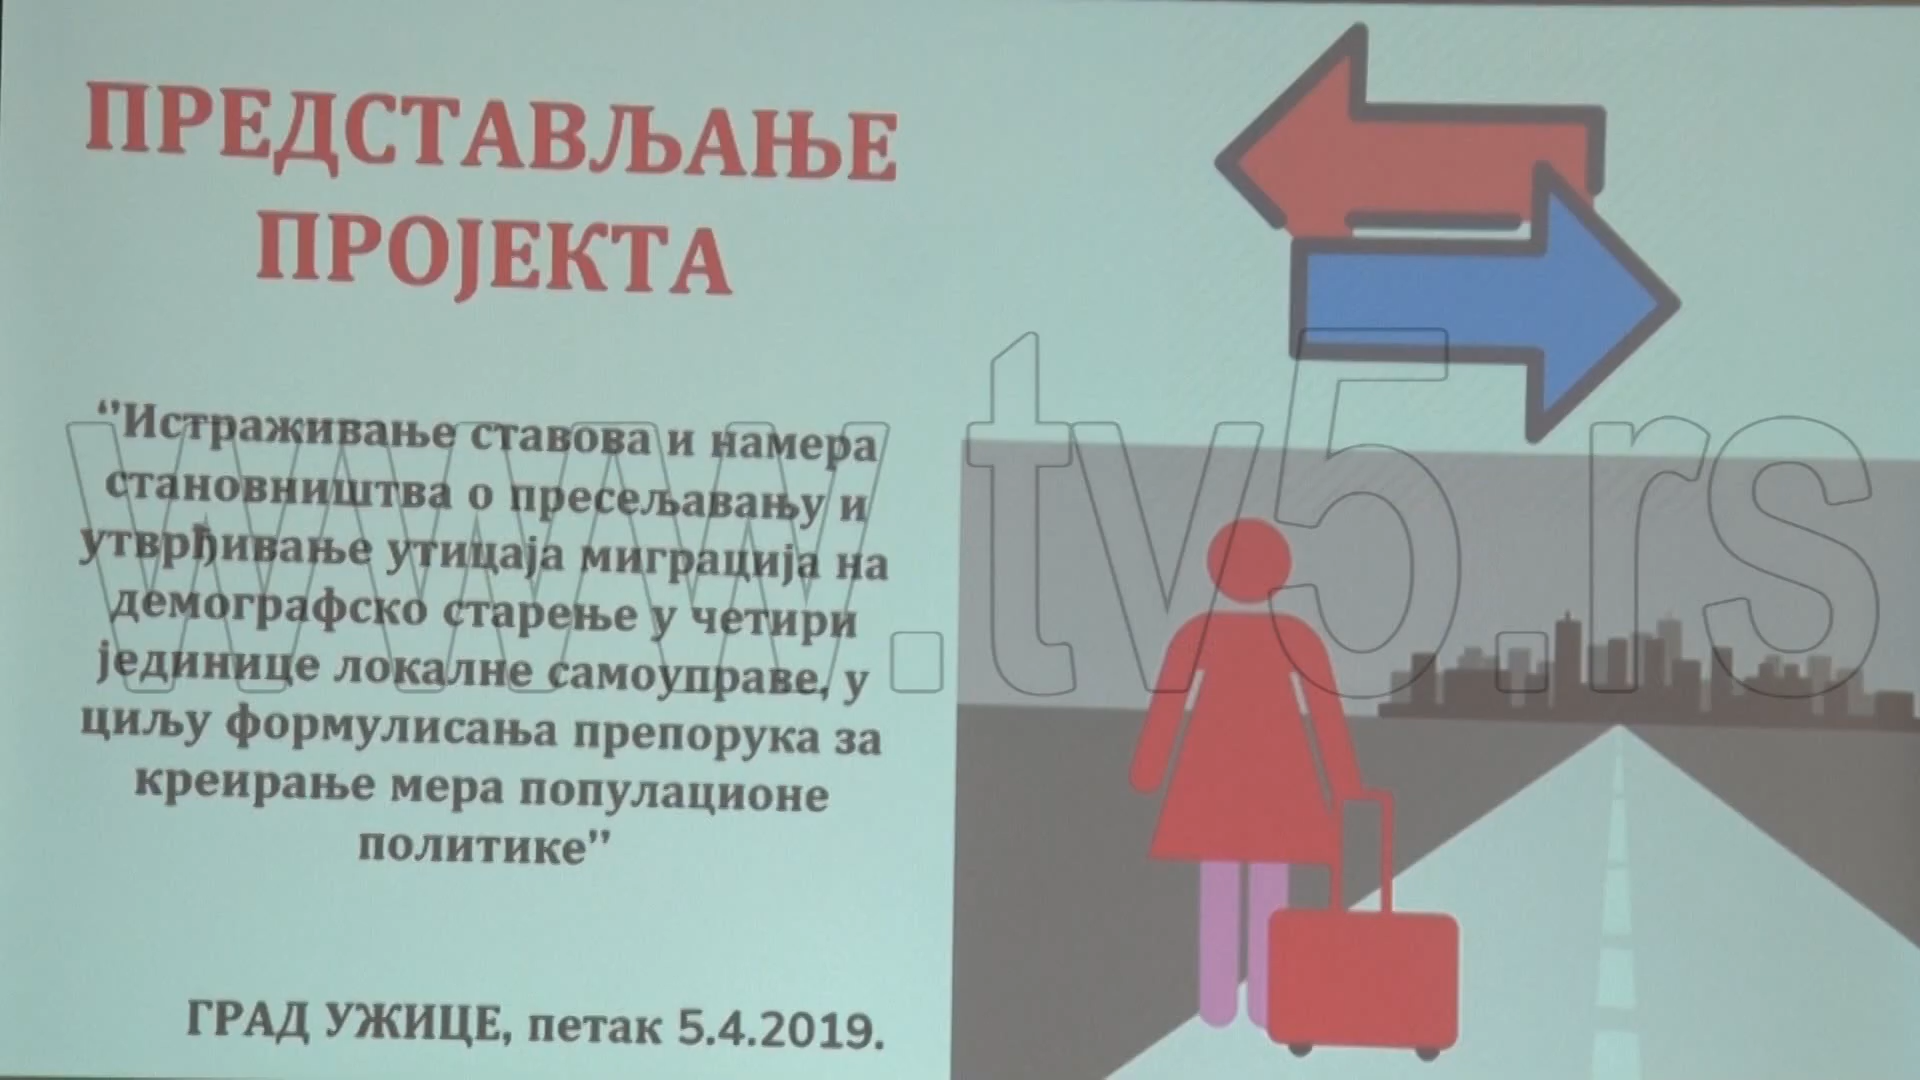 ПРЕДСТАВЉАЊЕ
ПРОЈЕКТА
‘’Истраживање ставова и намера
становништва о пресељавању и
утврђивање утицаја миграција на
демографско старење у четири
јединице локалне самоуправе, у
циљу формулисања препорука за
креирање мера популационе
политике’’
ГРАД УЖИЦЕ, петак 5.4.2019.
www.tv5.rs